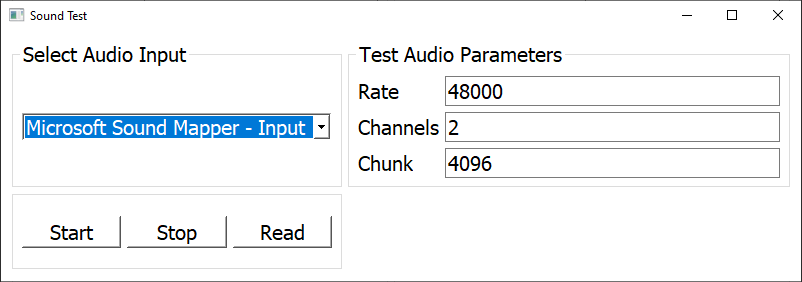 Sound Test
Select Audio Input
Microsoft Sound Mapper - Input
Test Audio Parameters
Rate 48000
Channels 2
Chunk 4096
Start Stop Read